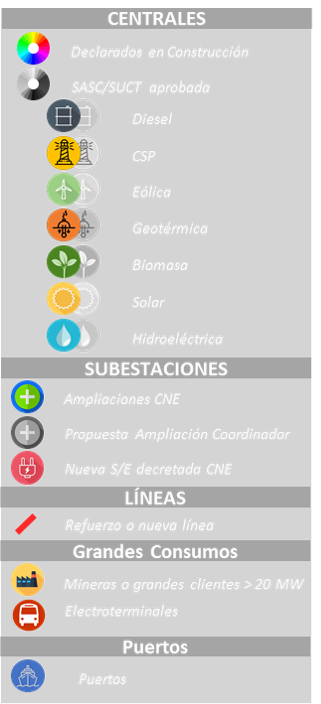 CENTRALES
Declarados en Construcción
SASC/SUCT aprobada
Diesel
CSP
Eólica
Geotérmica
Biomasa
Solar
Hidroeléctrica
SUBESTACIONES
Ampliaciones CNE
Propuesta Ampliación Coordinador
Nueva S/E decretada CNE
LÍNEAS
Refuerzo o nueva línea
Grandes Consumos
Mineras o grandes clientes > 20 MW
Electroterminales
Puertos
Puertos